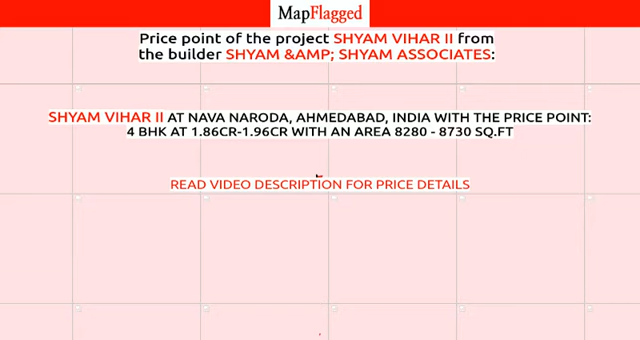 MapFlagged
Price point of the project SHYAM VIHAR II from
the builder SHYAM &AMP; SHYAM ASSOCIATES:
SHYAM VIHAR II AT NAVA NARODA, AHMEDABAD, INDIA WITH THE PRICE POINT:
4 BHK AT 1.86CR-1.96CR WITH AN AREA 8280 - 8730 SQ.FT
READ VIDEO DESCRIPTION FOR PRICE DETAILS